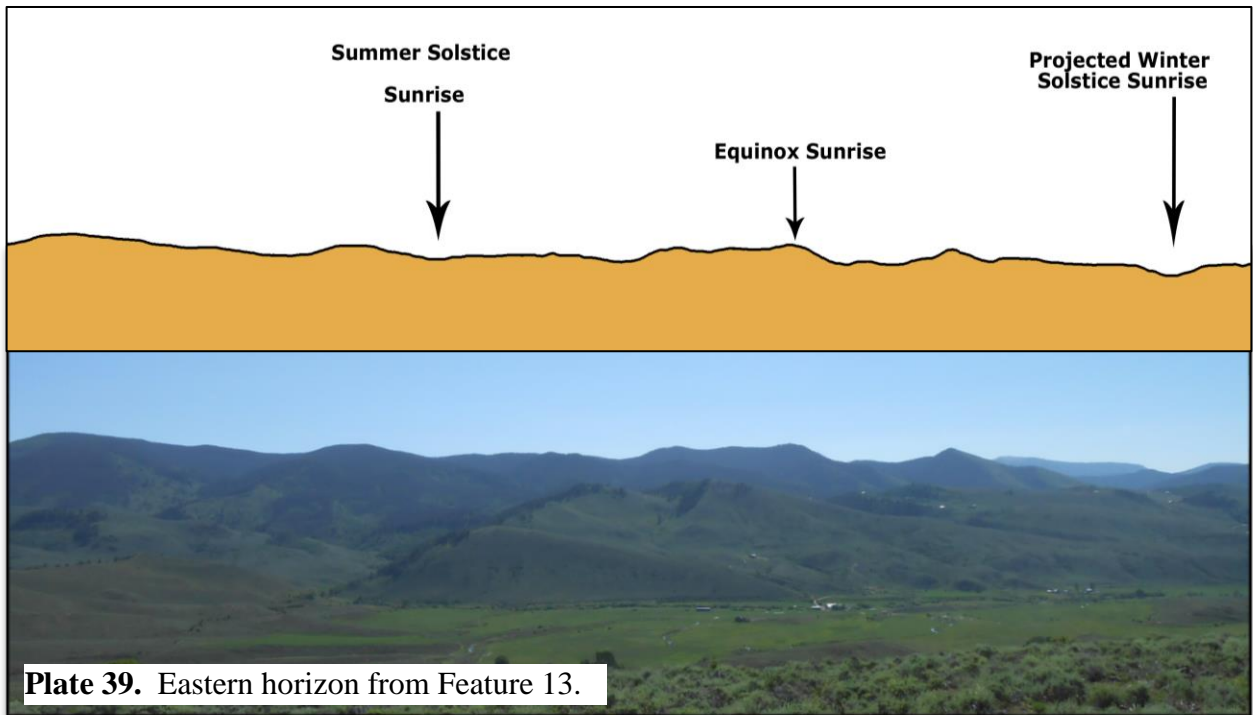 Summer Solstice
Sunrise
Equinox Sunrise
Projected Winter
Solstice Sunrise
Plate 39. Eastern horizon from Feature 13.